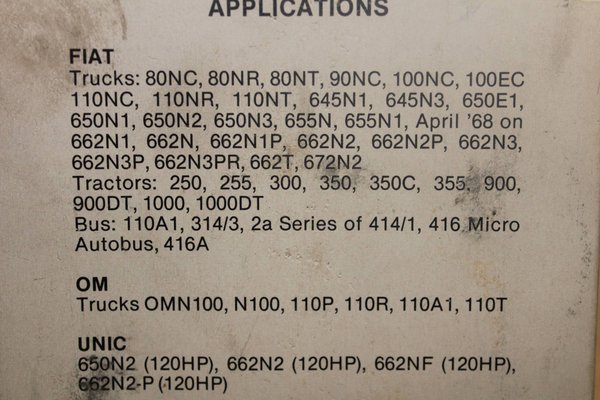 APPLICATIONS
FIAT
Trucks: 80NC, 80NR, 80NT, 90NC, 100NC, 100EC
110NC, 110NR, 110NT, 645N1, 645N3, 650E1,
650N1, 650N2, 650N3, 655N, 655N1, April '68 on
662N1, 662N, 662N1P, 662N2, 662N2P, 662N3,
662N3P, 662N3PR, 662T, 672N2
Tractors: 250, 255, 300, 350, 350C, 355, 900,
900DT, 1000, 1000DT
Bus: 110A1, 314/3, 2a Series of 414/1, 416 Micro
Autobus, 416A
OM
Trucks OMN100, N100, 110P, 110R, 110A1, 110T
UNIC
650N2 (120HP), 662N2 (120HP), 662NF (120HP),
662N2-P (120HP)